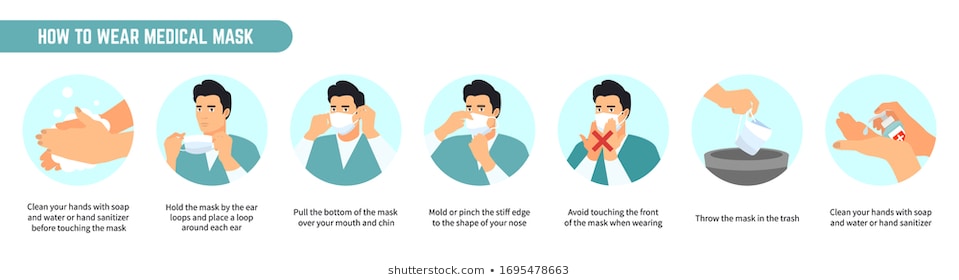 HOW TO WEAR MEDICAL MASK
Clean your hands with soap
and water or hand sanitizer
before touching the mask
Hold the mask by the ear
loops and place a loop
around each ear
Pull the bottom of the mask
over your mouth and chin
Mold or pinch the stiff edge
to the shape of your nose
Avoid touching the front
of the mask when wearing
Throw the mask in the trash
Clean your hands with soap
and water or hand sanitizer
shutterstock.com · 1695478663